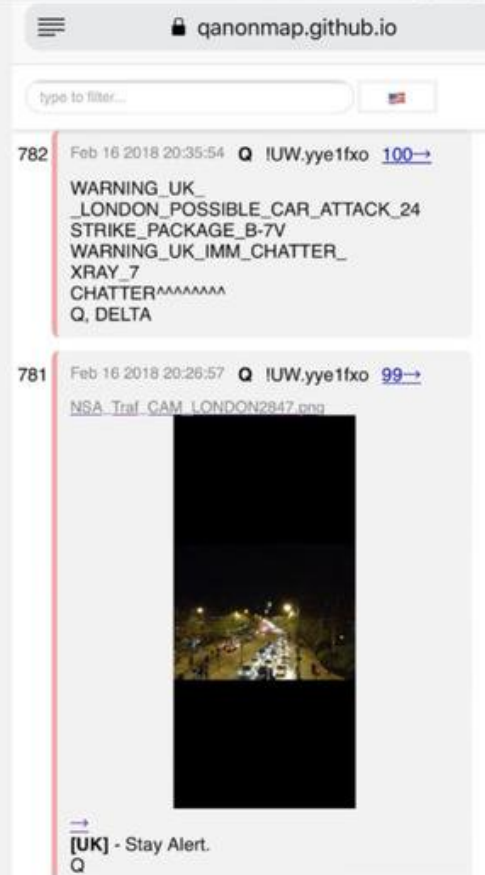 qanonmap.github.io
type to filter...
782 Feb 16 2018 20:35:54 Q !UW.yye1fxo 100→
WARNING_UK_
_LONDON_POSSIBLE_CAR_ATTACK_24
STRIKE_PACKAGE_B-7V
WARNING_UK_IMM_CHATTER_
XRAY_7
CHATTER^^^^^^^^
Q, DELTA
781 Feb 16 2018 20:26:57 Q !UW.yye1fxo 99→
NSA_Traf_CAM_LONDON2847.png
→
[UK] - Stay Alert.
Q